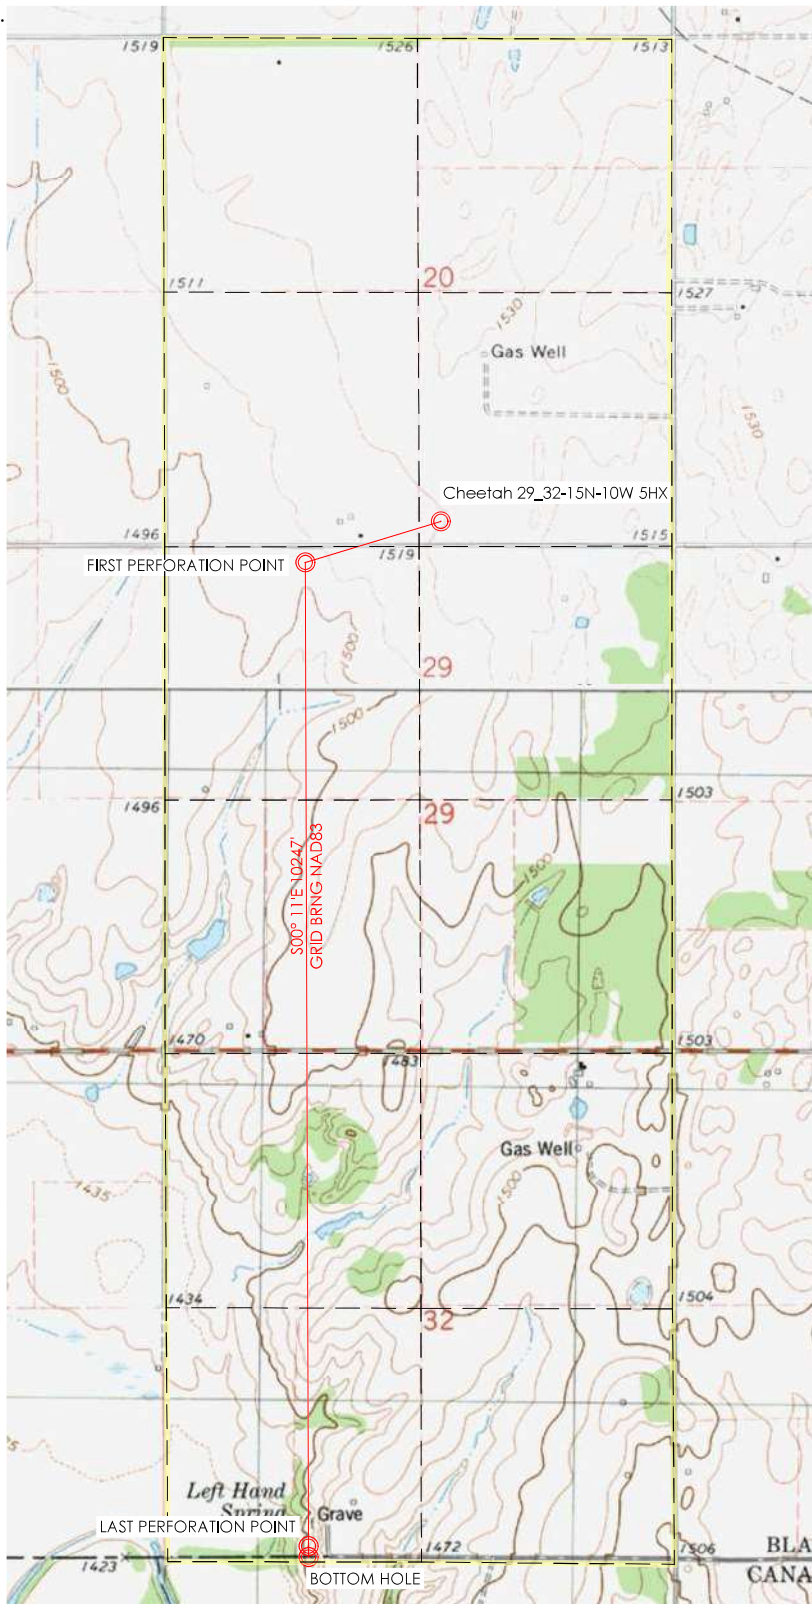 1519
1526
1513
20
1511
1527
1530
Gas Well
1500
1530
Cheetah 29_32-15N-10W 5HX
1496
1519
1515
FIRST PERFORATION POINT
1500
29
1500
1496
29
1503
S00° 11'E 10247'
GRID BRNG NAD83
1500
1470
1483
1503
Gas Well
1435
1500
1434
1504
32
Left Hand
Spring
Grave
LAST PERFORATION POINT
1423
1472
1506
BLA
CANA
BOTTOM HOLE